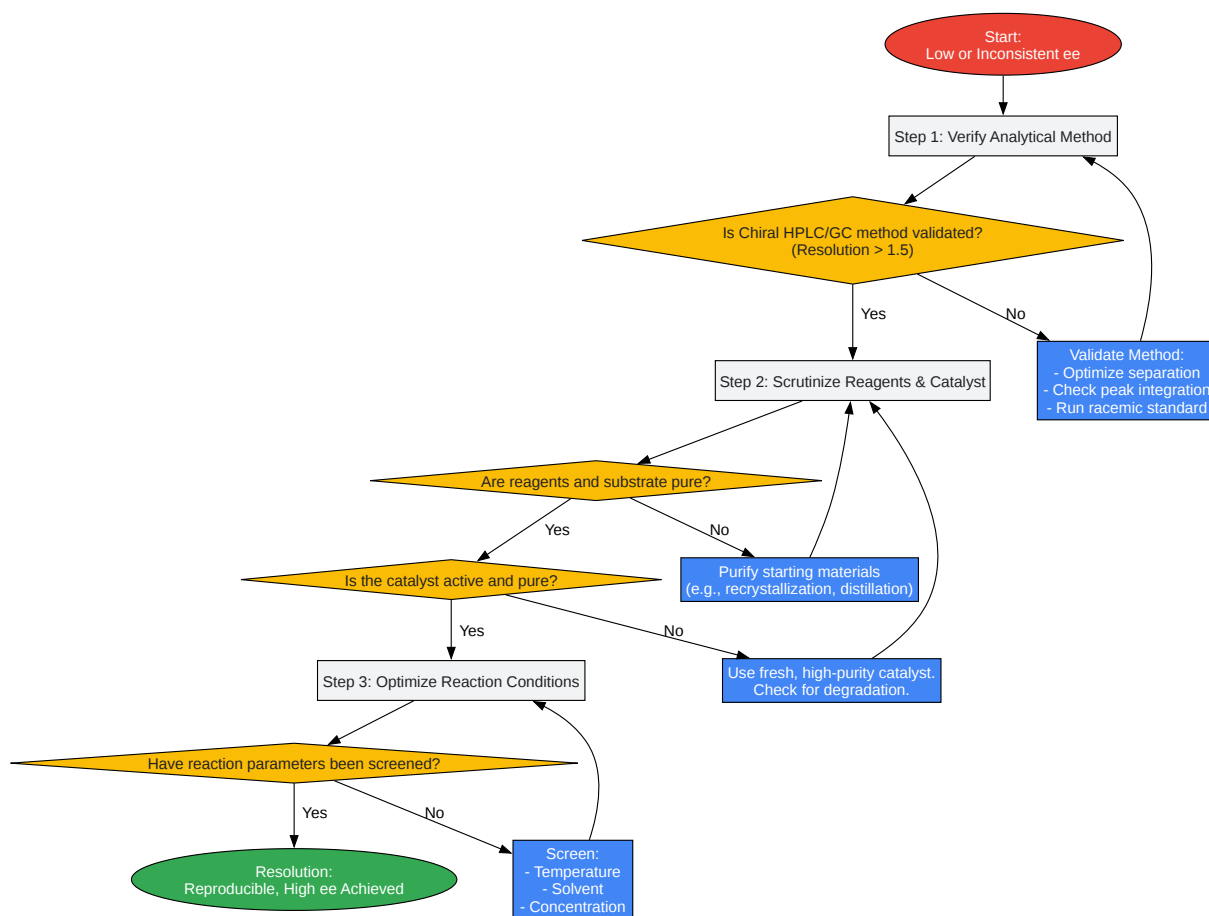 Start:
Low or Inconsistent ee
Step 1: Verify Analytical Method
Is Chiral HPLC/GC method validated?
(Resolution > 1.5)
Yes
No
Validate Method:
- Optimize separation
- Check peak integration
- Run racemic standard
Step 2: Scrutinize Reagents & Catalyst
Are reagents and substrate pure?
Yes
No
Purify starting materials
(e.g., recrystallization, distillation)
Is the catalyst active and pure?
Yes
No
Use fresh, high-purity catalyst.
Check for degradation.
Step 3: Optimize Reaction Conditions
Have reaction parameters been screened?
Yes
No
Screen:
- Temperature
- Solvent
- Concentration
Resolution:
Reproducible, High ee Achieved